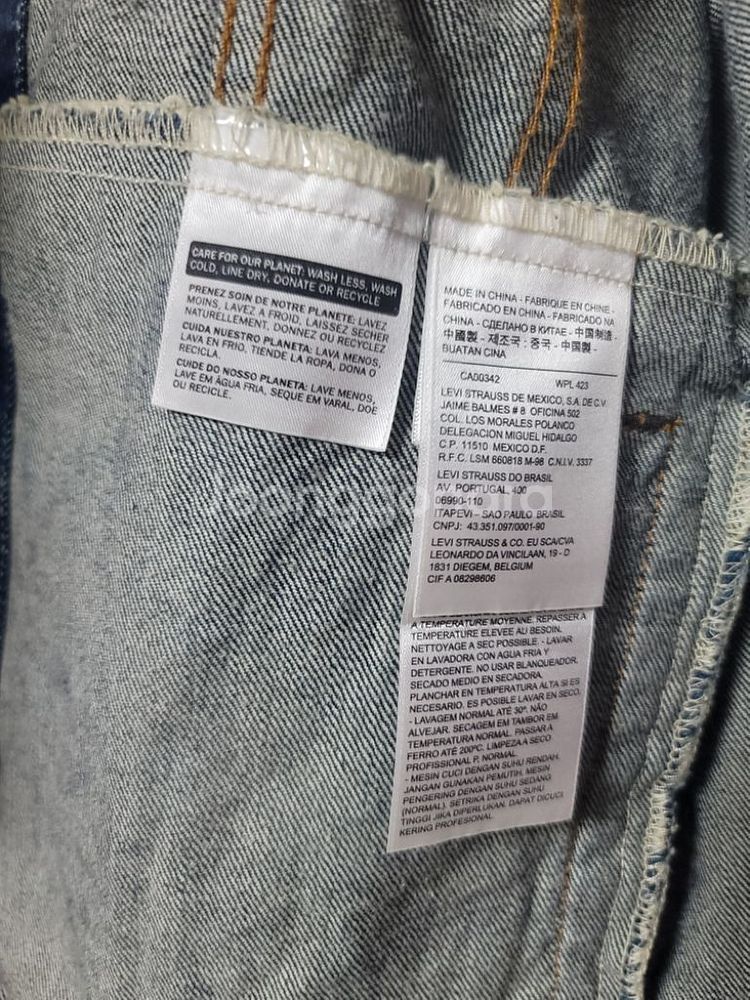 CARE FOR OUR PLANET: WASH LESS, WASH
COLD, LINE DRY, DONATE OR RECYCLE
PRENEZ SOIN DE NOTRE PLANETE: LAVEZ
MOINS, LAVEZ A FROID, LAISSEZ SECHER
NATURELLEMENT, DONNEZ OU RECYCLEZ
CUIDA NUESTRO PLANETA: LAVA MENOS,
LAVA EN FRIO, TIENDE LA ROPA, DONA O
RECICLA.
CUIDE DO NOSSO PLANETA: LAVE MENOS,
LAVE EM ÁGUA FRIA, SEQUE EM VARAL, DOE
OU RECICLE.
MADE IN CHINA - FABRIQUE EN CHINE -
FABRICADO EN CHINA - FABRICADO NA
CHINA - СДЕЛАНО В КИТАЕ - 中国制造 -
中國製 - 제조국 : 중국 - 中国製 -
BUATAN CINA
CA00342 WPL 423
LEVI STRAUSS DE MEXICO, S.A. DE C.V.
JAIME BALMES # 8 OFICINA 502
COL. LOS MORALES POLANCO
DELEGACION MIGUEL HIDALGO
C.P. 11510 MEXICO D.F.
R.F.C. LSM 660818 M-98 C.N.I.V. 3337
LEVI STRAUSS DO BRASIL
AV. PORTUGAL, 400
06990-110
ITAPEVI – SAO PAULO BRASIL
CNPJ: 43.351.097/0001-90
LEVI STRAUSS & CO. EU SCA/CVA
LEONARDO DA VINCILAAN, 19 - D
1831 DIEGEM, BELGIUM
CIF A 08298606
A TEMPERATURE MOYENNE. REPASSER A
TEMPERATURE ELEVEE AU BESOIN.
NETTOYAGE A SEC POSSIBLE. - LAVAR
EN LAVADORA CON AGUA FRIA Y
DETERGENTE. NO USAR BLANQUEADOR.
SECADO MEDIO EN SECADORA.
PLANCHAR EN TEMPERATURA ALTA SI ES
NECESARIO. ES POSIBLE LAVAR EN SECO.
- LAVAGEM NORMAL ATÉ 30º. NÃO
ALVEJAR. SECAGEM EM TAMBOR EM
TEMPERATURA NORMAL. PASSAR A
FERRO ATÉ 200ºC. LIMPEZA A SECO
PROFISSIONAL P, NORMAL
- MESIN CUCI DENGAN SUHU RENDAH.
JANGAN GUNAKAN PEMUTIH. MESIN
PENGERING DENGAN SUHU SEDANG
(NORMAL). SETRIKA DENGAN SUHU
TINGGI JIKA DIPERLUKAN. DAPAT DICUCI
KERING PROFESIONAL